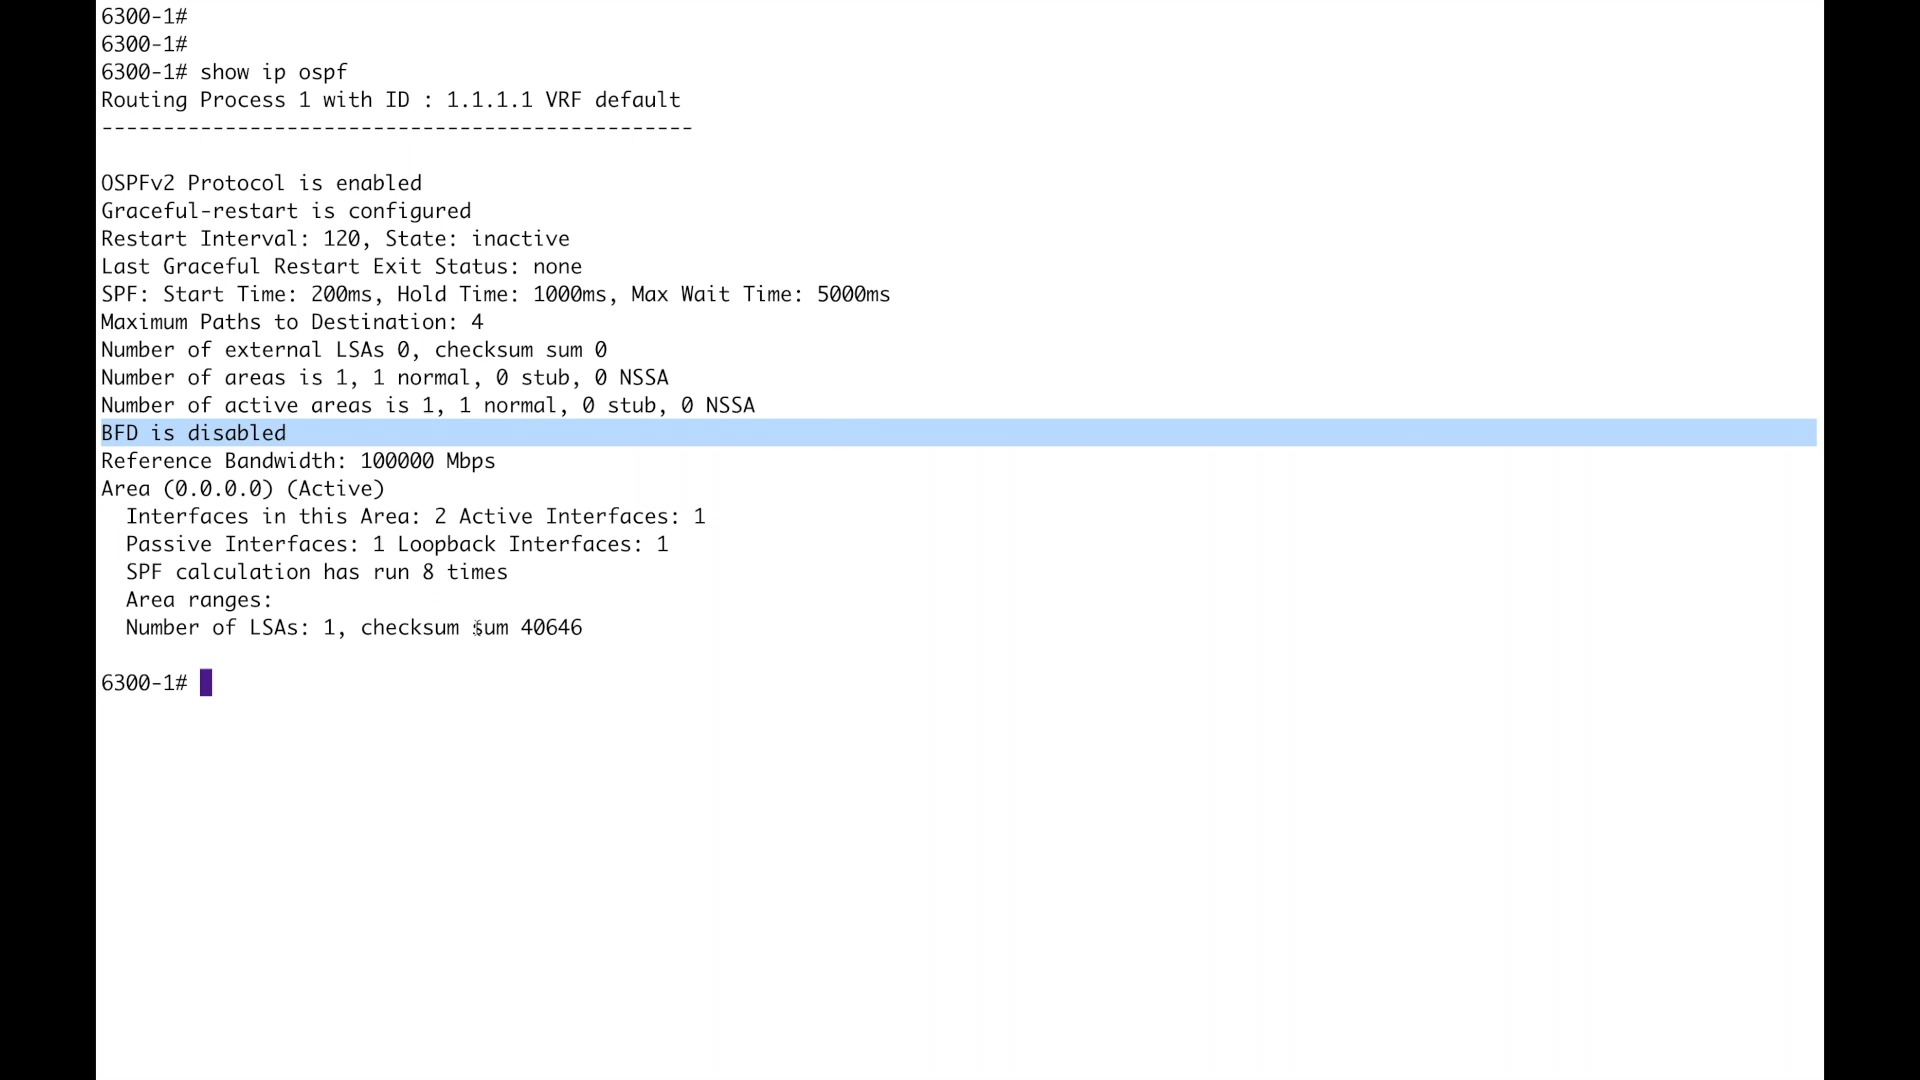 6300-1#
6300-1#
6300-1# show ip ospf
Routing Process 1 with ID : 1.1.1.1 VRF default
------------------------------------------------
OSPFv2 Protocol is enabled
Graceful-restart is configured
Restart Interval: 120, State: inactive
Last Graceful Restart Exit Status: none
SPF: Start Time: 200ms, Hold Time: 1000ms, Max Wait Time: 5000ms
Maximum Paths to Destination: 4
Number of external LSAs 0, checksum sum 0
Number of areas is 1, 1 normal, 0 stub, 0 NSSA
Number of active areas is 1, 1 normal, 0 stub, 0 NSSA
BFD is disabled
Reference Bandwidth: 100000 Mbps
Area (0.0.0.0) (Active)
  Interfaces in this Area: 2 Active Interfaces: 1
  Passive Interfaces: 1 Loopback Interfaces: 1
  SPF calculation has run 8 times
  Area ranges:
  Number of LSAs: 1, checksum sum 40646
6300-1#